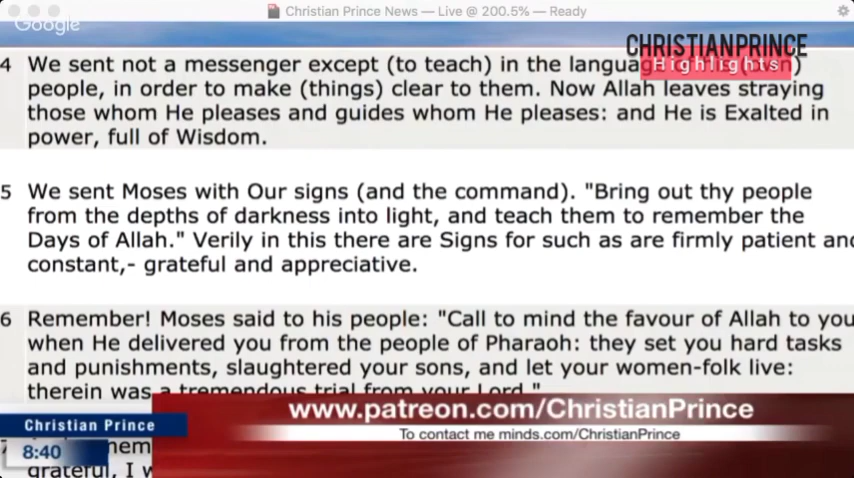 Christian Prince News — Live @ 200.5% — Ready
Google
CHRISTIANPRINCE
Highlights
4 We sent not a messenger except (to teach) in the
people, in order to make (things) clear to them. Now Allah leaves straying
those whom He pleases and guides whom He pleases: and He is Exalted in
power, full of Wisdom.
5 We sent Moses with Our signs (and the command). "Bring out thy people
from the depths of darkness into light, and teach them to remember the
Days of Allah." Verily in this there are Signs for such as are firmly patient and
constant,- grateful and appreciative.
6 Remember! Moses said to his people: "Call to mind the favour of Allah to you
when He delivered you from the people of Pharaoh: they set you hard tasks
and punishments, slaughtered your sons, and let your women-folk live:
therein was a tremendous trial from your Lord."
www.patreon.com/ChristianPrince
To contact me minds.com/ChristianPrince
Christian Prince
8:40
grateful, I